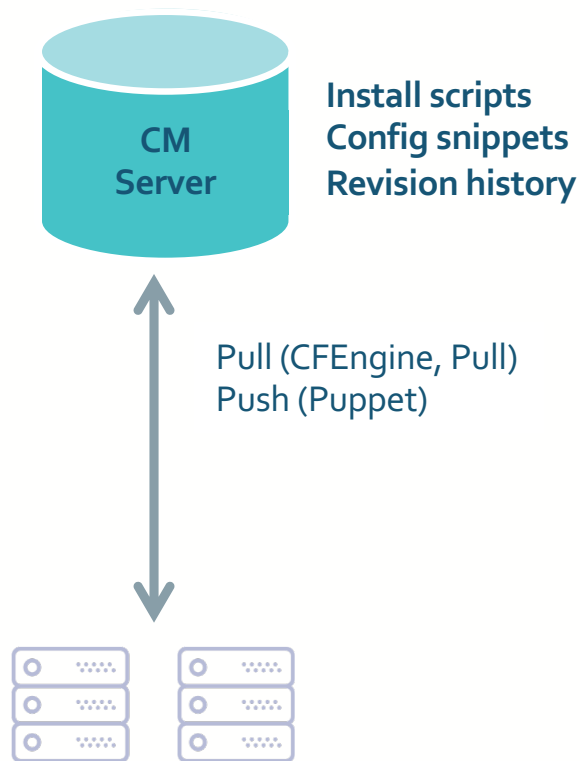 CM
Server
Install scripts
Config snippets
Revision history
Pull (CFEngine, Pull)
Push (Puppet)